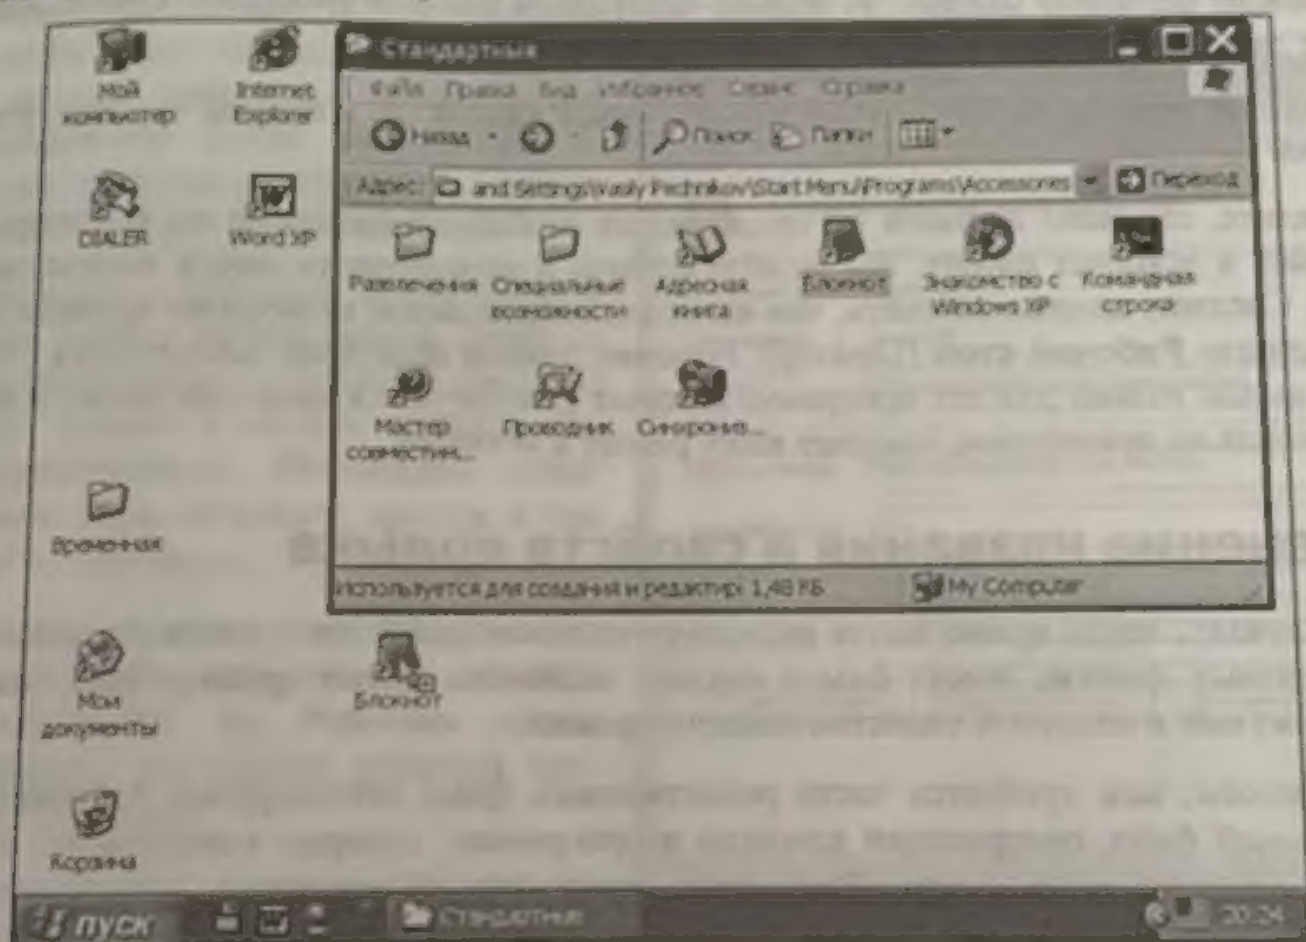 Мой
компьютер
Internet
Explorer
DIALER
Word XP
Временная
Мои
документы
Корзина
Стандартные
Файл Правка Вид Избранное Сервис Справка
Назад Поиск Папки
Адрес: and Settings\Vasily Pechnikov\Start Menu\Programs\Accessories Переход
Развлечения
Специальные
возможности
Адресная
книга
Блокнот
Знакомство с
Windows XP
Командная
строка
Мастер
совместим...
Проводник
Синхрониз...
Используется для создания и редактир 1,48 КБ My Computer
Блокнот
пуск Стандартные 20:24